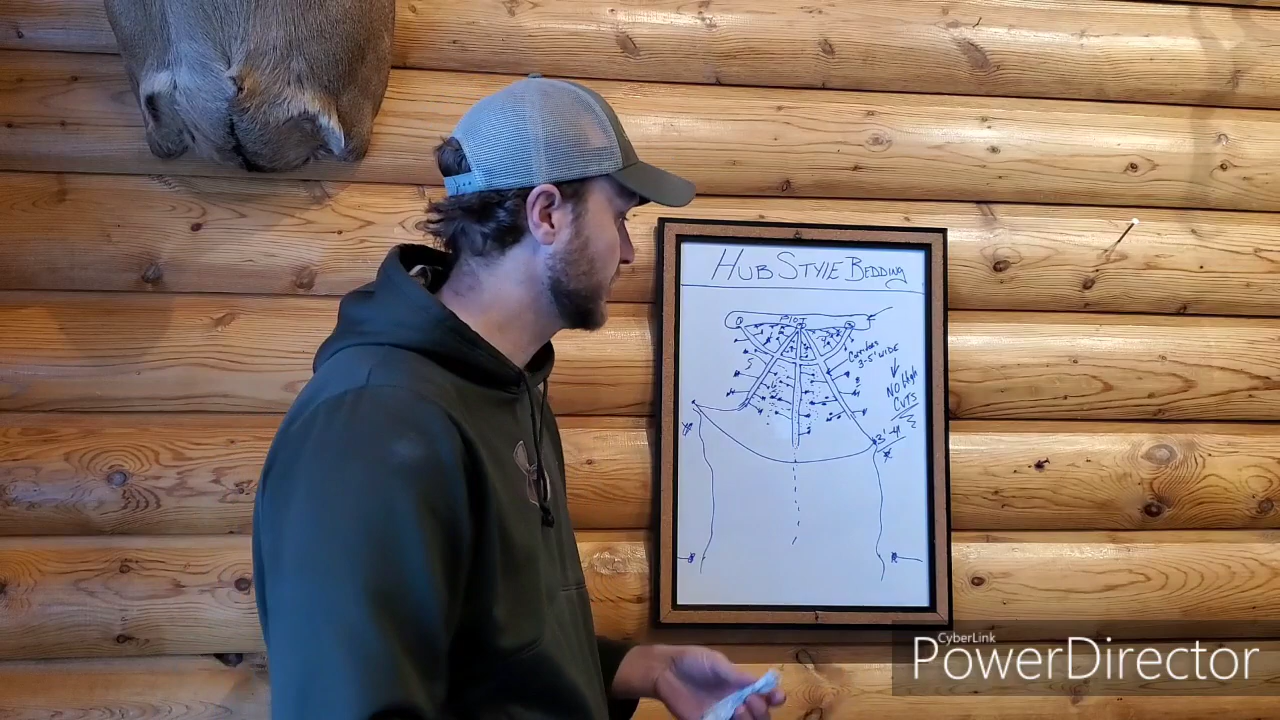 HUB STYLE BEDDING
PLOT
Corridors
3-5' WIDE
NO High
CUTS
3'-4'
CyberLink
PowerDirector